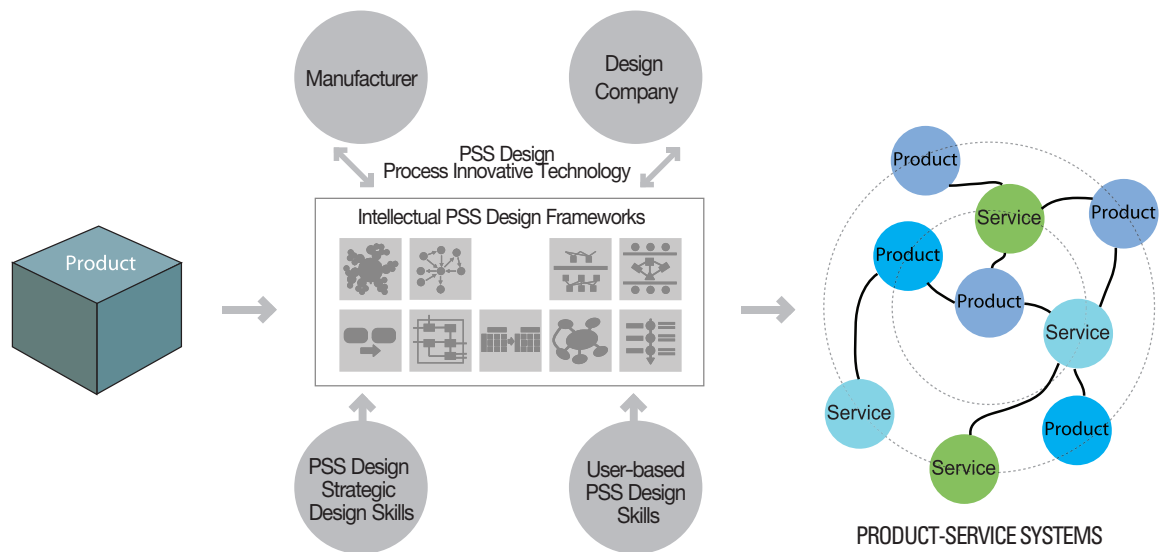 Manufacturer
Design
Company
PSS Design
Process Innovative Technology
Intellectual PSS Design Frameworks
Product
PSS Design
Strategic
Design Skills
User-based
PSS Design
Skills
Product
Service
Product
Product
Product
Service
Service
Product
Service
PRODUCT-SERVICE SYSTEMS